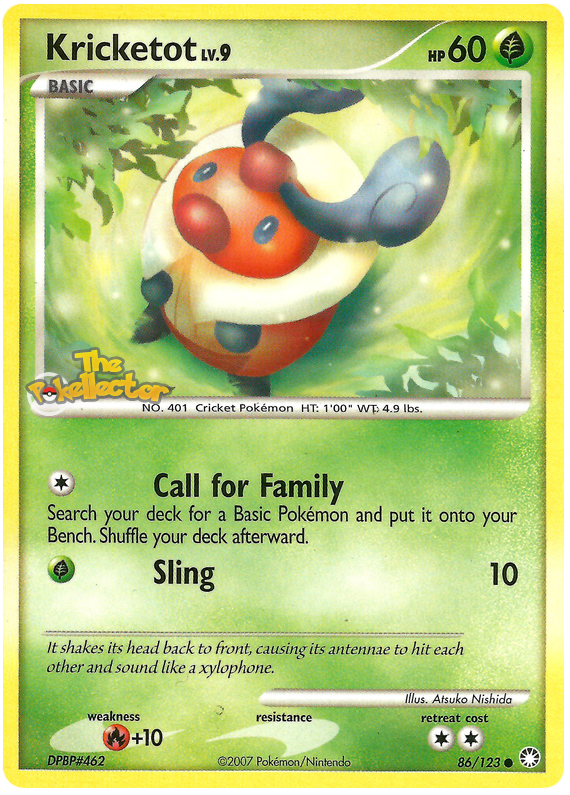 Kricketot LV.9
HP 60
BASIC
The
Pokellector
NO. 401 Cricket Pokémon HT: 1'00" WT: 4.9 lbs.
Call for Family
Search your deck for a Basic Pokémon and put it onto your
Bench. Shuffle your deck afterward.
Sling 10
It shakes its head back to front, causing its antennae to hit each
other and sound like a xylophone.
Illus. Atsuko Nishida
weakness resistance retreat cost
+10
DPBP#462 ©2007 Pokémon/Nintendo 86/123